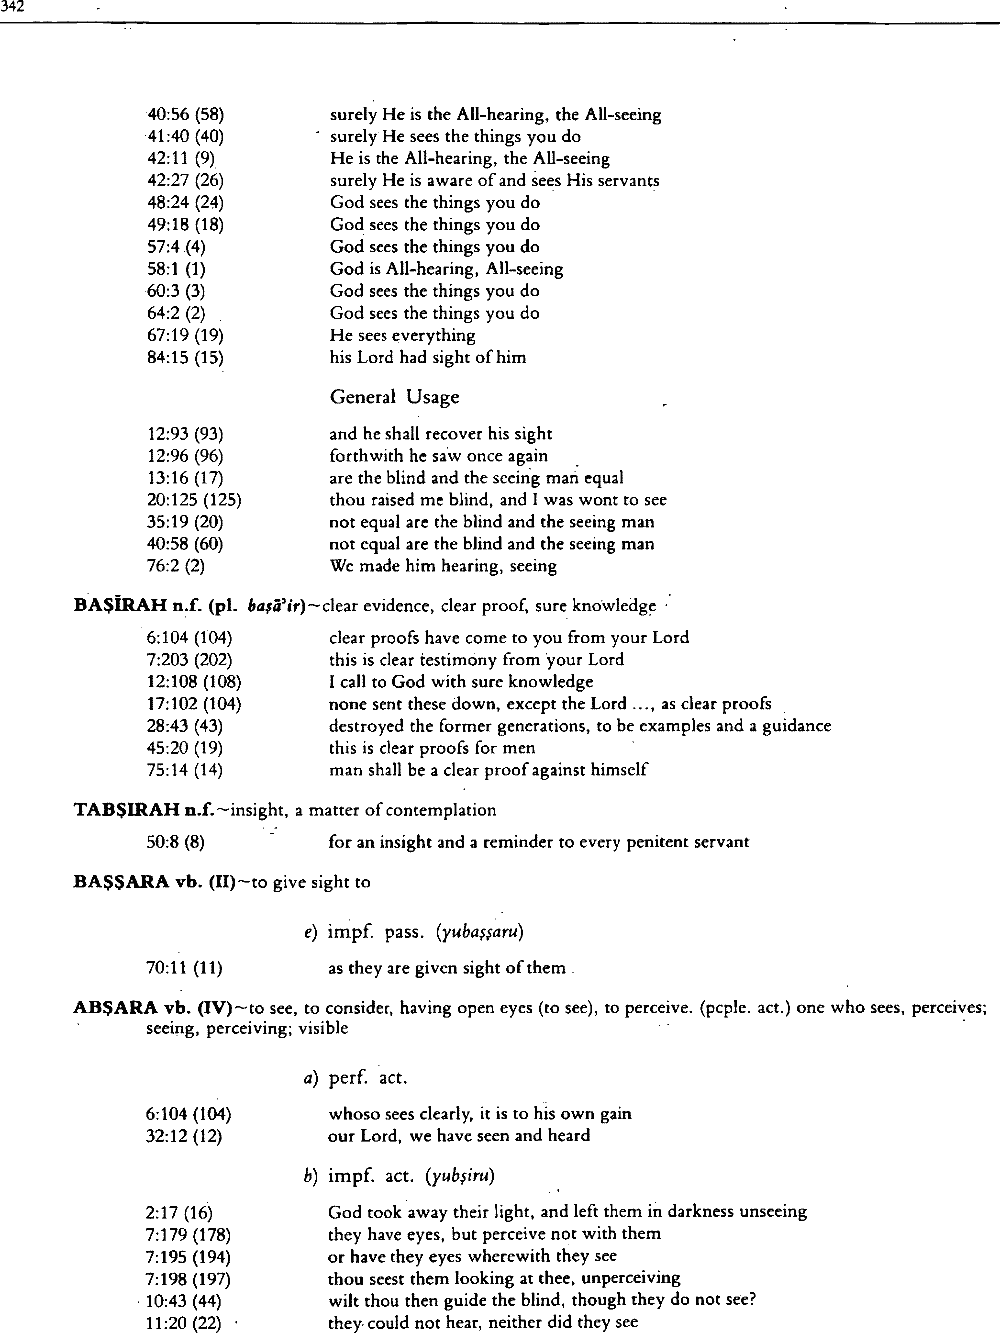 342
40:56 (58) surely He is the All-hearing, the All-seeing
41:40 (40) surely He sees the things you do
42:11 (9) He is the All-hearing, the All-seeing
42:27 (26) surely He is aware of and sees His servants
48:24 (24) God sees the things you do
49:18 (18) God sees the things you do
57:4 (4) God sees the things you do
58:1 (1) God is All-hearing, All-seeing
60:3 (3) God sees the things you do
64:2 (2) God sees the things you do
67:19 (19) He sees everything
84:15 (15) his Lord had sight of him
General Usage
12:93 (93) and he shall recover his sight
12:96 (96) forthwith he saw once again
13:16 (17) are the blind and the seeing man equal
20:125 (125) thou raised me blind, and I was wont to see
35:19 (20) not equal are the blind and the seeing man
40:58 (60) not equal are the blind and the seeing man
76:2 (2) We made him hearing, seeing
BAṢĪRAH n.f. (pl. baṣāʾir)~clear evidence, clear proof, sure knowledge
6:104 (104) clear proofs have come to you from your Lord
7:203 (202) this is clear testimony from your Lord
12:108 (108) I call to God with sure knowledge
17:102 (104) none sent these down, except the Lord ..., as clear proofs
28:43 (43) destroyed the former generations, to be examples and a guidance
45:20 (19) this is clear proofs for men
75:14 (14) man shall be a clear proof against himself
TABṢIRAH n.f.~insight, a matter of contemplation
50:8 (8) for an insight and a reminder to every penitent servant
BAṢṢARA vb. (II)~to give sight to
e) impf. pass. (yubaṣṣaru)
70:11 (11) as they are given sight of them
ABṢARA vb. (IV)~to see, to consider, having open eyes (to see), to perceive. (pcple. act.) one who sees, perceives;
seeing, perceiving; visible
a) perf. act.
6:104 (104) whoso sees clearly, it is to his own gain
32:12 (12) our Lord, we have seen and heard
b) impf. act. (yubṣiru)
2:17 (16) God took away their light, and left them in darkness unseeing
7:179 (178) they have eyes, but perceive not with them
7:195 (194) or have they eyes wherewith they see
7:198 (197) thou seest them looking at thee, unperceiving
10:43 (44) wilt thou then guide the blind, though they do not see?
11:20 (22) they could not hear, neither did they see